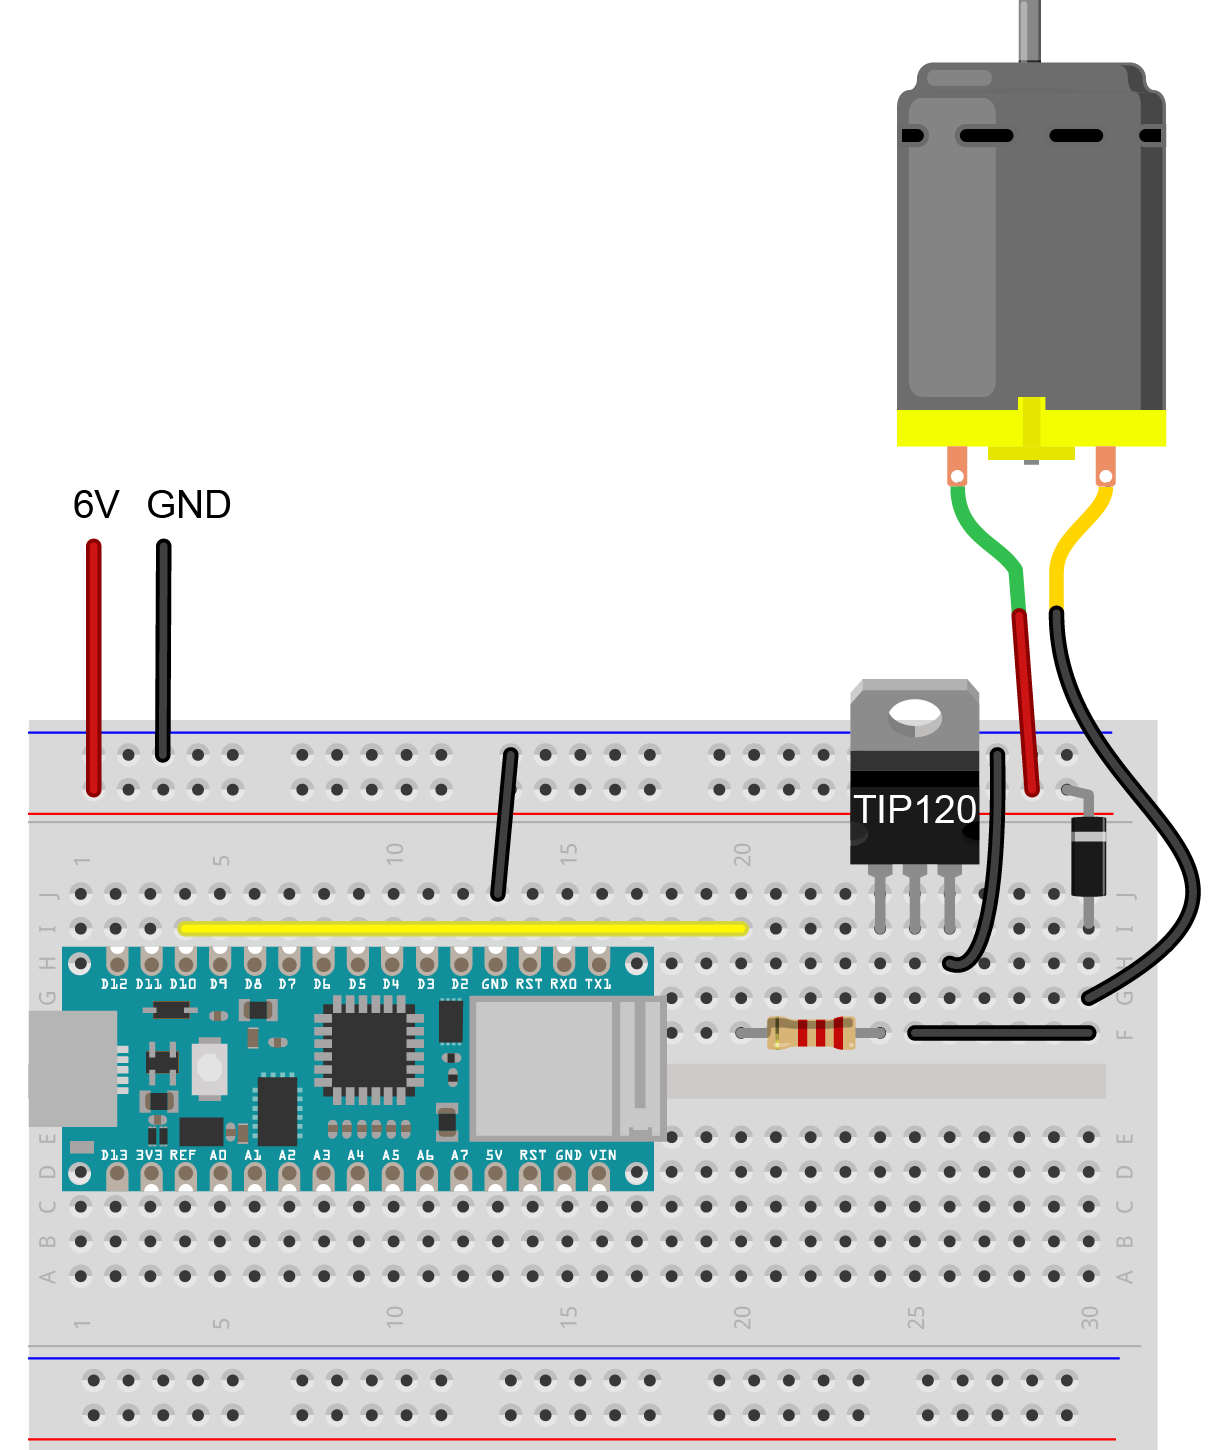 6V GND
TIP120
1 5 10 15 20
J J
I I
H H
D12 D11 D10 D9 D8 D7 D6 D5 D4 D3 D2 GND RST RX0 TX1
G G
F F
E E
D13 3V3 REF A0 A1 A2 A3 A4 A5 A6 A7 5V RST GND VIN
D D
C C
B B
A A
1 5 10 15 20 25 30